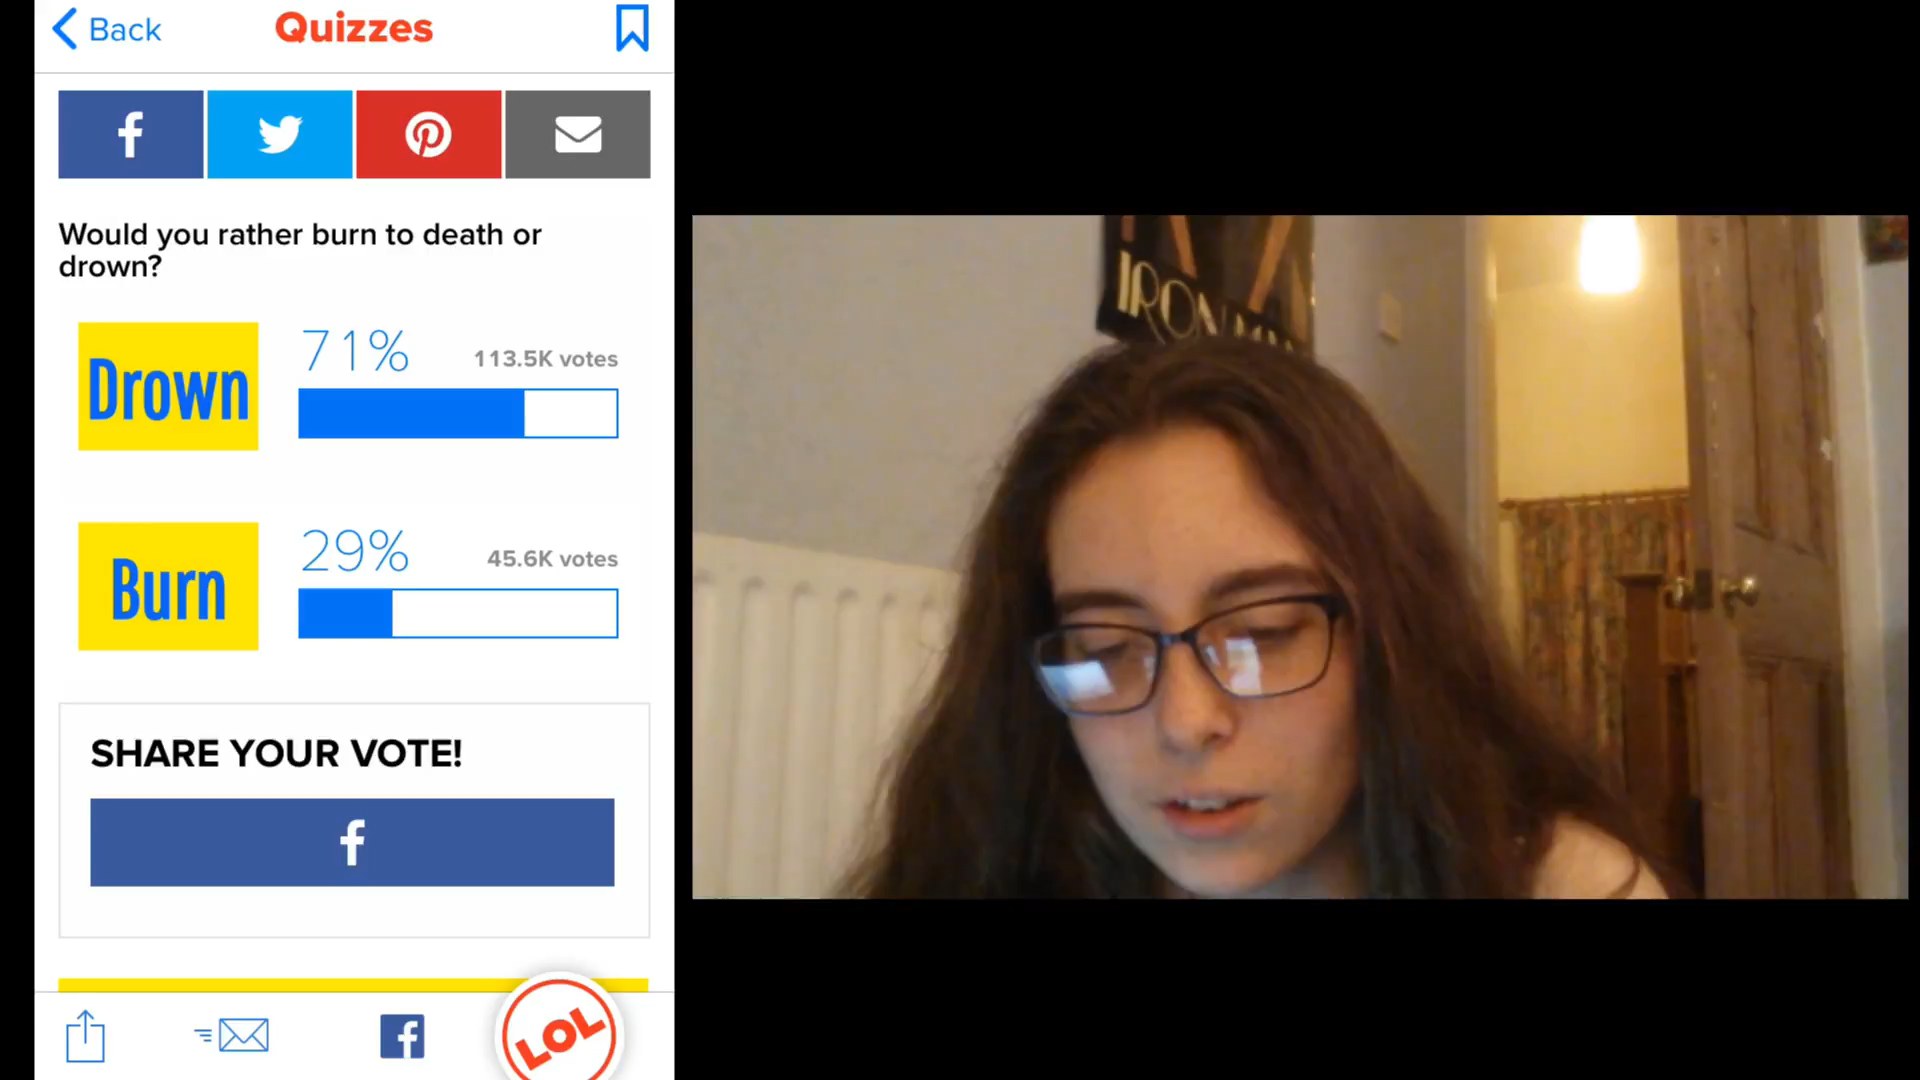 Back
Quizzes
Would you rather burn to death or
drown?
Drown
71%
113.5K votes
Burn
29%
45.6K votes
SHARE YOUR VOTE!
LOL
IRON